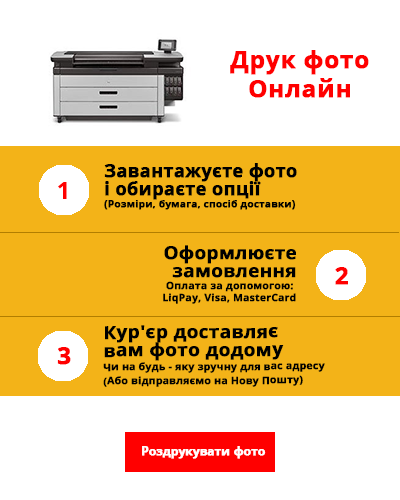 Друк фото
Онлайн
1
Завантажуєте фото
і обираєте опції
(Розміри, бумага, спосіб доставки)
Оформлюєте
замовлення
Оплата за допомогою:
LiqPay, Visa, MasterCard
2
3
Кур'єр доставляє
вам фото додому
Чи на будь - яку зручну для вас адресу
(Або відправляємо на Нову Пошту)
Роздрукувати фото